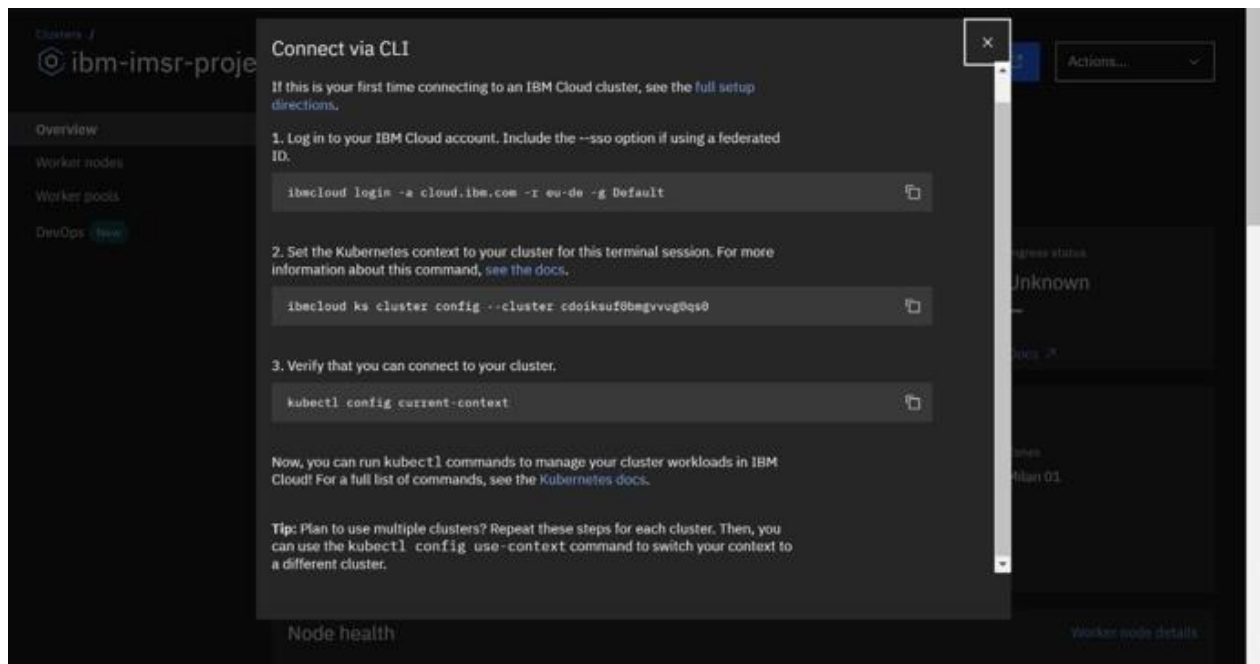 Clusters /
ibm-imsr-proje
Actions...
Overview
Worker nodes
Worker pools
DevOps New
Connect via CLI
If this is your first time connecting to an IBM Cloud cluster, see the full setup
directions.
1. Log in to your IBM Cloud account. Include the --sso option if using a federated
ID.
ibmcloud login -a cloud.ibm.com -r eu-de -g Default
2. Set the Kubernetes context to your cluster for this terminal session. For more
information about this command, see the docs.
ibmcloud ks cluster config --cluster cdoiksuf0bmgvvug0qs0
3. Verify that you can connect to your cluster.
kubectl config current-context
Now, you can run kubectl commands to manage your cluster workloads in IBM
Cloud! For a full list of commands, see the Kubernetes docs.
Tip: Plan to use multiple clusters? Repeat these steps for each cluster. Then, you
can use the kubectl config use-context command to switch your context to
a different cluster.
ngress status
Jnknown
Docs
Milan 01
Node health
Worker node details